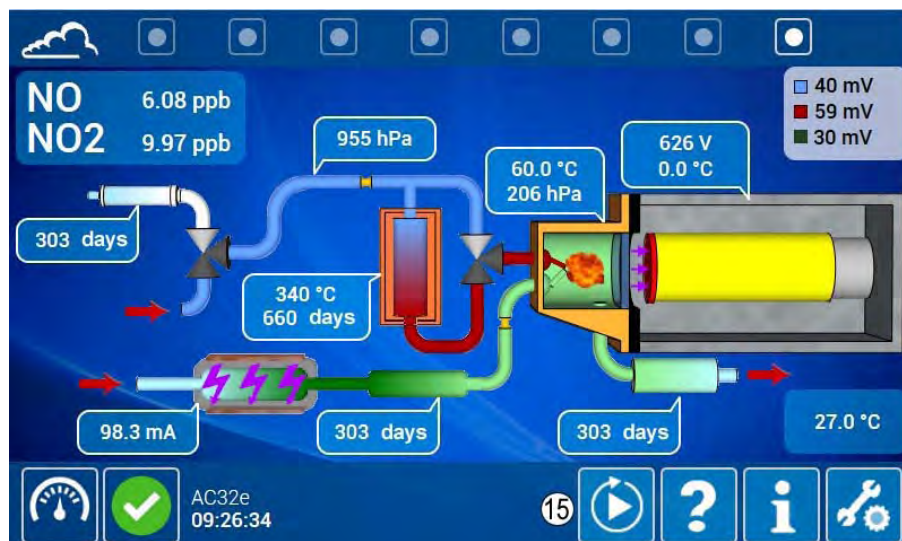 NO 6.08 ppb
NO2 9.97 ppb
955 hPa
60.0 °C
206 hPa
626 V
0.0 °C
40 mV
59 mV
30 mV
303 days
340 °C
660 days
98.3 mA
303 days
303 days
27.0 °C
AC32e
09:26:34
15
?
i